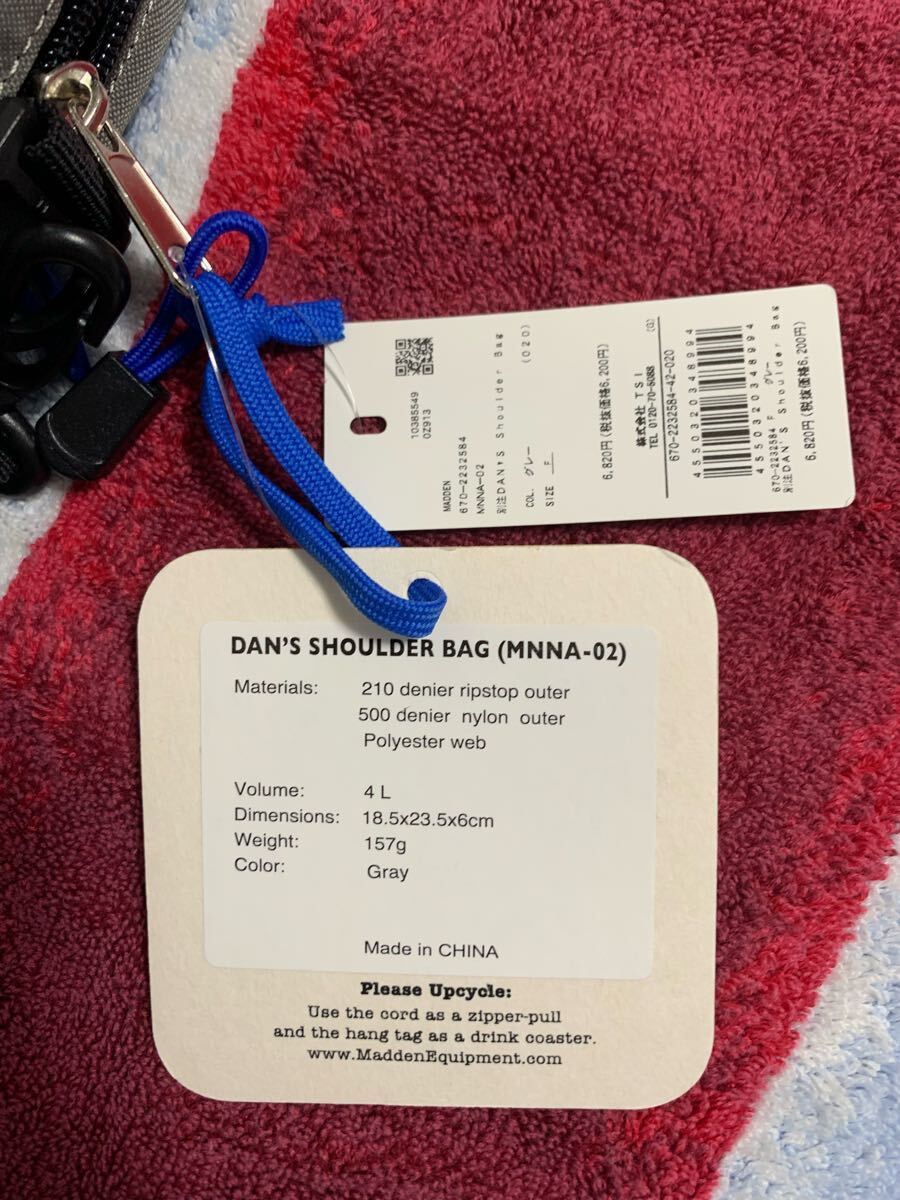 DAN'S SHOULDER BAG (MNNA-02)
Materials: 210 denier ripstop outer
500 denier nylon outer
Polyester web
Volume: 4 L
Dimensions: 18.5x23.5x6cm
Weight: 157g
Color: Gray
Made in CHINA
Please Upcycle:
Use the cord as a zipper-pull
and the hang tag as a drink coaster.
www.MaddenEquipment.com
10385549
0Z913
MADDEN
670-2232584
MNNA-02
別注DAN'S Shoulder Bag
COL. グレー (020)
SIZE F
6,820円(税抜価格6,200円)
株式会社 TSI
TEL 0120-70-5088
(G)
670-2232584-42-020
4550320348994
4550320348994
670-2232584 F グレー
別注DAN'S Shoulder Bag
6,820円(税抜価格6,200円)